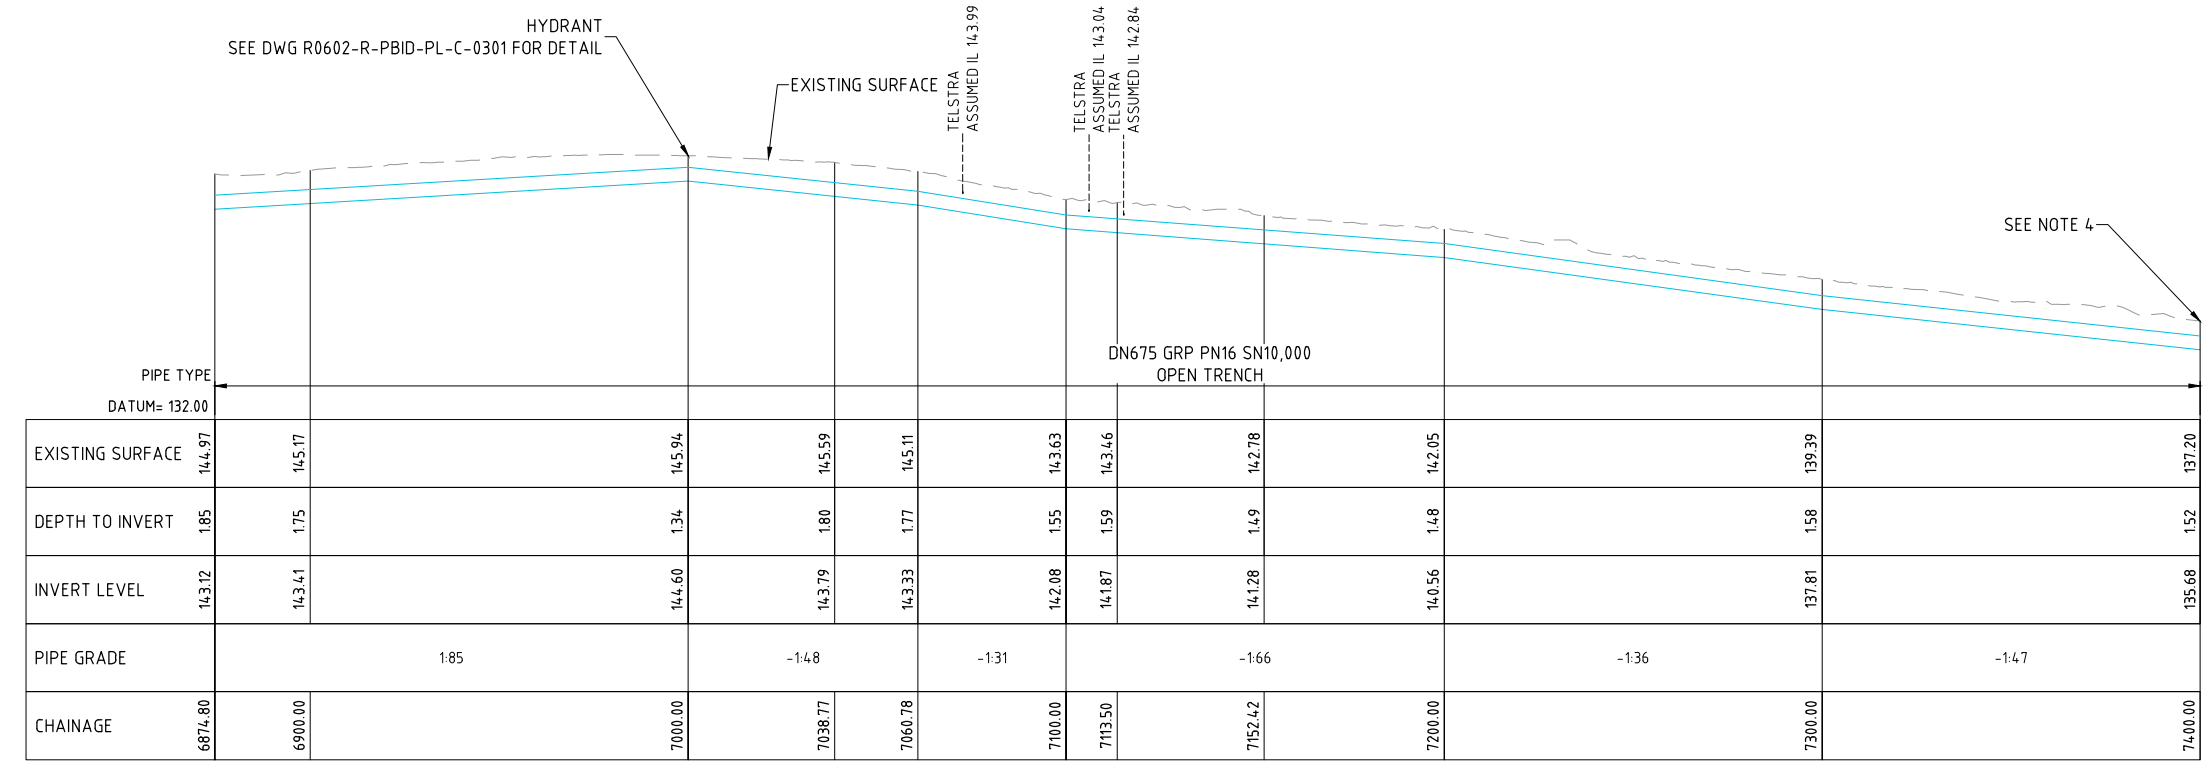 HYDRANT
SEE DWG R0602-R-PBID-PL-C-0301 FOR DETAIL
EXISTING SURFACE
TELSTRA
ASSUMED IL 143.99
TELSTRA
ASSUMED IL 143.04
TELSTRA
ASSUMED IL 142.84
SEE NOTE 4
DN675 GRP PN16 SN10,000
OPEN TRENCH
PIPE TYPE
DATUM= 132.00
EXISTING SURFACE 144.97 145.17 145.94 145.59 145.11 143.63 143.46 142.78 142.05 139.39 137.20
DEPTH TO INVERT 1.85 1.75 1.34 1.80 1.77 1.55 1.59 1.49 1.48 1.58 1.52
INVERT LEVEL 143.12 143.41 144.60 143.79 143.33 142.08 141.87 141.28 140.56 137.81 135.68
PIPE GRADE 1:85 -1:48 -1:31 -1:66 -1:36 -1:47
CHAINAGE 6874.80 6900.00 7000.00 7038.77 7060.78 7100.00 7113.50 7152.42 7200.00 7300.00 7400.00